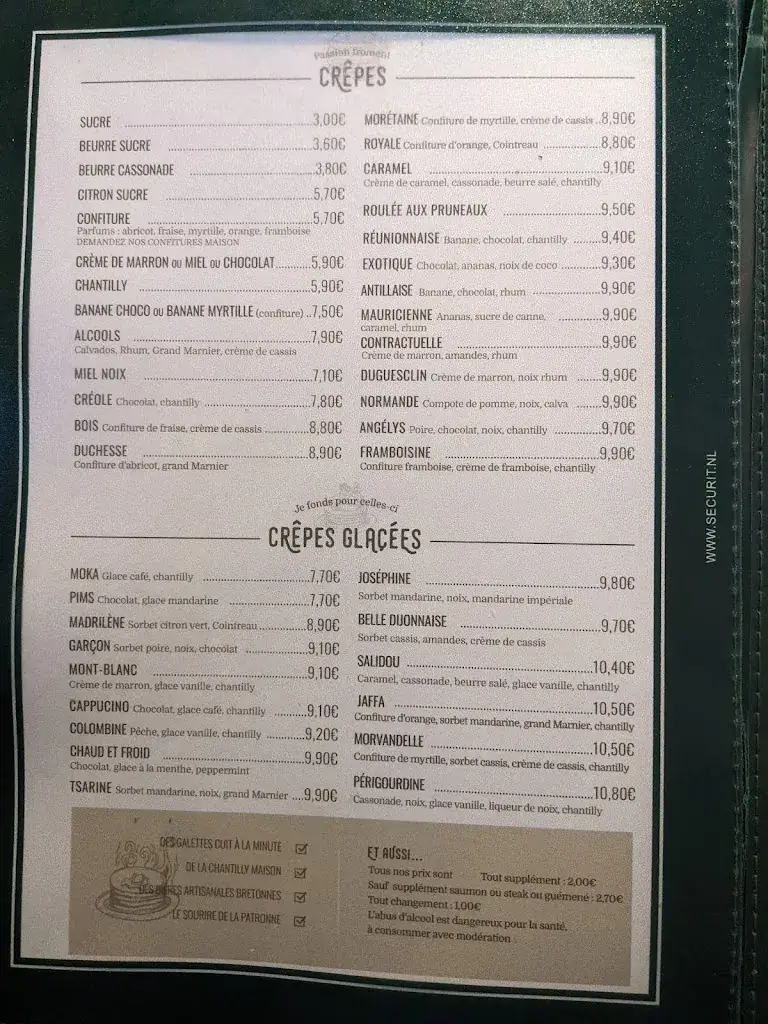 Passion froment
CRÊPES
SUCRE ..... 3,00€
BEURRE SUCRE ..... 3,60€
BEURRE CASSONADE ..... 3,80€
CITRON SUCRE ..... 5,70€
CONFITURE ..... 5,70€
Parfums : abricot, fraise, myrtille, orange, framboise
DEMANDEZ NOS CONFITURES MAISON
CRÈME DE MARRON OU MIEL OU CHOCOLAT ..... 5,90€
CHANTILLY ..... 5,90€
BANANE CHOCO OU BANANE MYRTILLE (confiture) .. 7,50€
ALCOOLS ..... 7,90€
Calvados, Rhum, Grand Marnier, crème de cassis
MIEL NOIX ..... 7,10€
CRÉOLE Chocolat, chantilly ..... 7,80€
BOIS Confiture de fraise, crème de cassis ..... 8,80€
DUCHESSE ..... 8,90€
Confiture d'abricot, grand Marnier
MORÉTAINE Confiture de myrtille, crème de cassis .. 8,90€
ROYALE Confiture d'orange, Cointreau ..... 8,80€
CARAMEL ..... 9,10€
Crème de caramel, cassonade, beurre salé, chantilly
ROULÉE AUX PRUNEAUX ..... 9,50€
RÉUNIONNAISE Banane, chocolat, chantilly ..... 9,40€
EXOTIQUE Chocolat, ananas, noix de coco ..... 9,30€
ANTILLAISE Banane, chocolat, rhum ..... 9,90€
MAURICIENNE Ananas, sucre de canne, ..... 9,90€
caramel, rhum
CONTRACTUELLE ..... 9,90€
Crème de marron, amandes, rhum
DUGUESCLIN Crème de marron, noix rhum ..... 9,90€
NORMANDE Compote de pomme, noix, calva ..... 9,90€
ANGÉLYS Poire, chocolat, noix, chantilly ..... 9,70€
FRAMBOISINE ..... 9,90€
Confiture framboise, crème de framboise, chantilly
Je fonds pour celles-ci
CRÊPES GLAÇÉES
MOKA Glace café, chantilly ..... 7,70€
PIMS Chocolat, glace mandarine ..... 7,70€
MADRILÈNE Sorbet citron vert, Cointreau ..... 8,90€
GARÇON Sorbet poire, noix, chocolat ..... 9,10€
MONT-BLANC ..... 9,10€
Crème de marron, glace vanille, chantilly
CAPPUCINO Chocolat, glace café, chantilly ..... 9,10€
COLOMBINE Pêche, glace vanille, chantilly ..... 9,20€
CHAUD ET FROID ..... 9,90€
Chocolat, glace à la menthe, peppermint
TSARINE Sorbet mandarine, noix, grand Marnier .... 9,90€
JOSÉPHINE ..... 9,80€
Sorbet mandarine, noix, mandarine impériale
BELLE DIJONNAISE ..... 9,70€
Sorbet cassis, amandes, crème de cassis
SALIDOU ..... 10,40€
Caramel, cassonade, beurre salé, glace vanille, chantilly
JAFFA ..... 10,50€
Confiture d'orange, sorbet mandarine, grand Marnier, chantilly
MORVANDELLE ..... 10,50€
Confiture de myrtille, sorbet cassis, crème de cassis, chantilly
PÉRIGOURDINE ..... 10,80€
Cassonade, noix, glace vanille, liqueur de noix, chantilly
DES GALETTES CUIT À LA MINUTE
DE LA CHANTILLY MAISON
DES BIÈRES ARTISANALES BRETONNES
LE SOURIRE DE LA PATRONNE
ET AUSSI...
Tous nos prix sont Tout supplément : 2,00€
Sauf supplément saumon ou steak ou guémené : 2,70€
Tout changement : 1,00€
L'abus d'alcool est dangereux pour la santé,
à consommer avec modération
WWW.SECURIT.NL